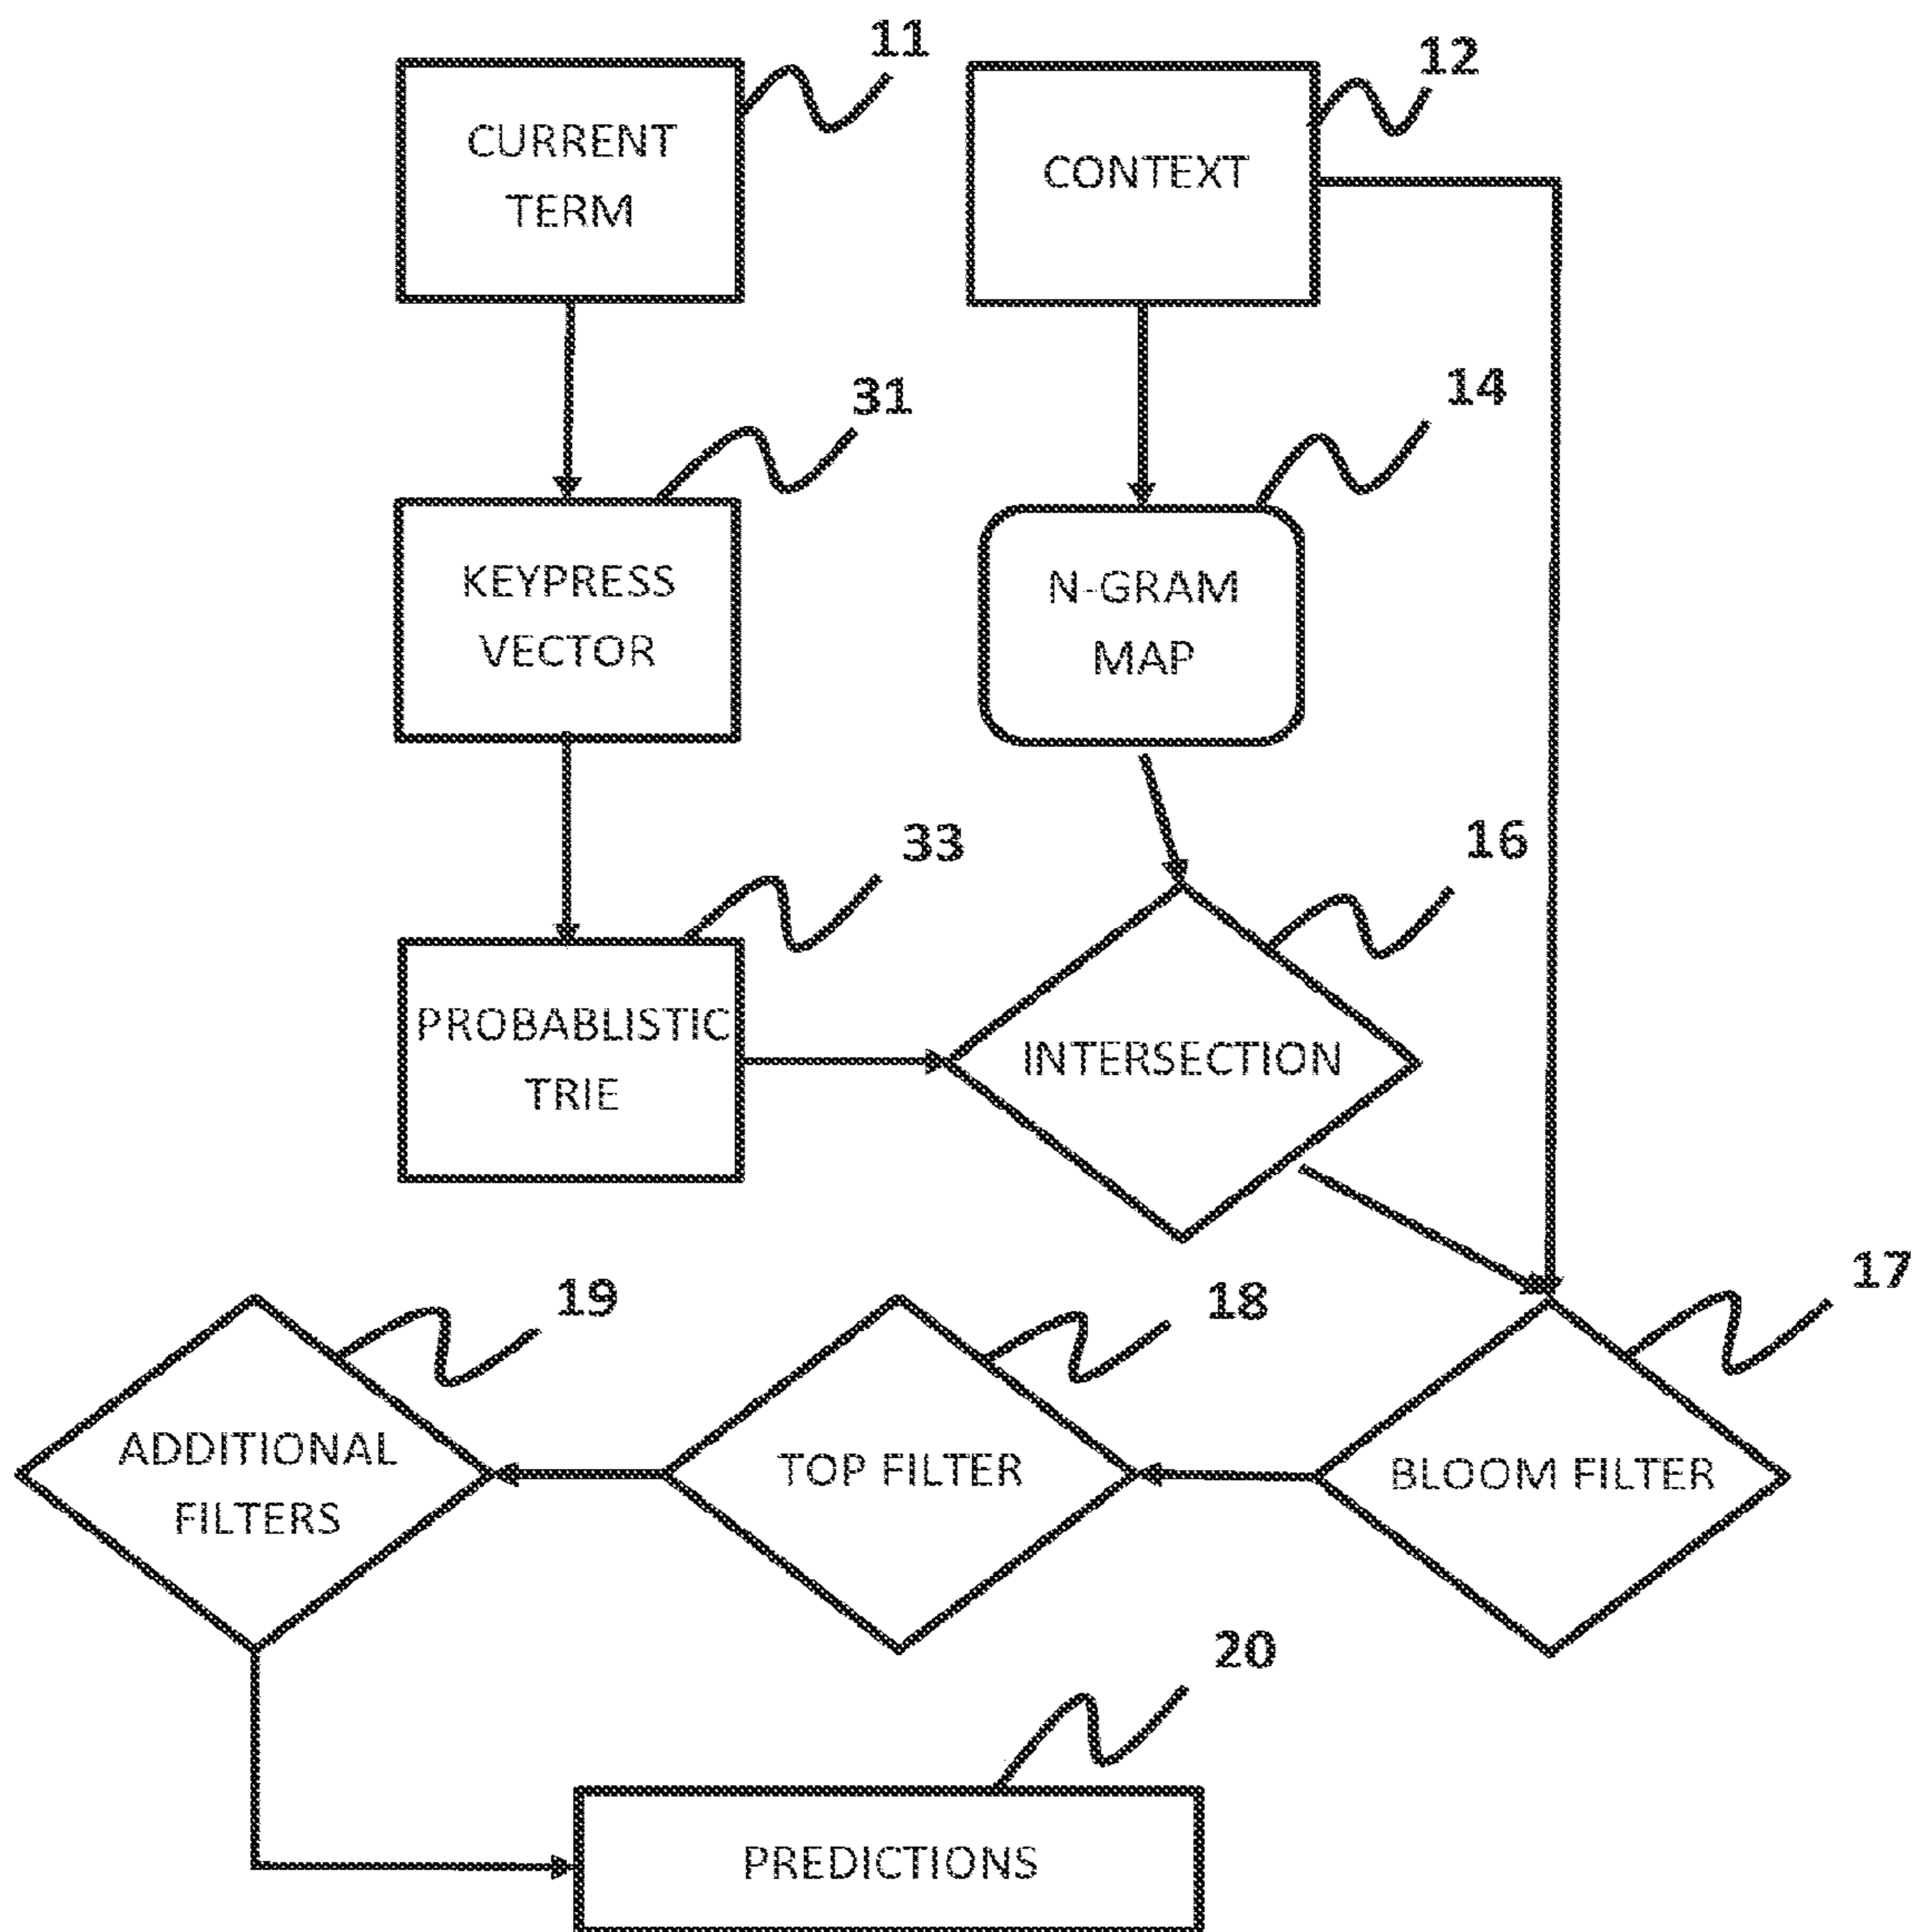 11
12
CURRENT
TERM
CONTEXT
31
14
KEYPRESS
VECTOR
N-GRAM
MAP
33
16
PROBABLISTIC
TRIE
INTERSECTION
19
18
17
ADDITIONAL
FILTERS
TOP FILTER
BLOOM FILTER
20
PREDICTIONS